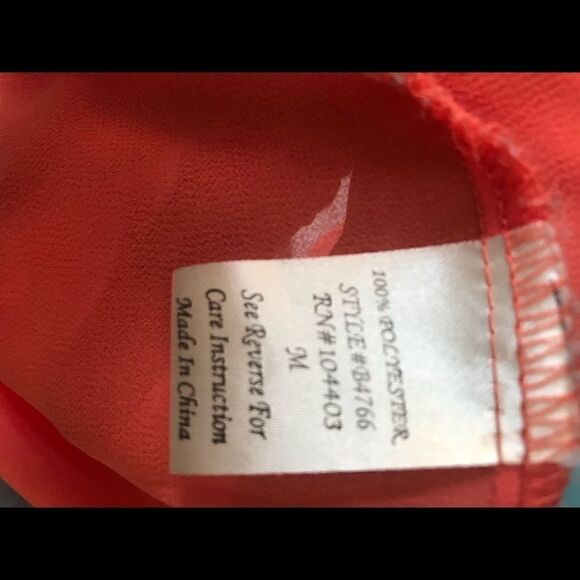 100% POLYESTER
STYLE#B4766
RN#104403
M
See Reverse For
Care Instruction
Made In China